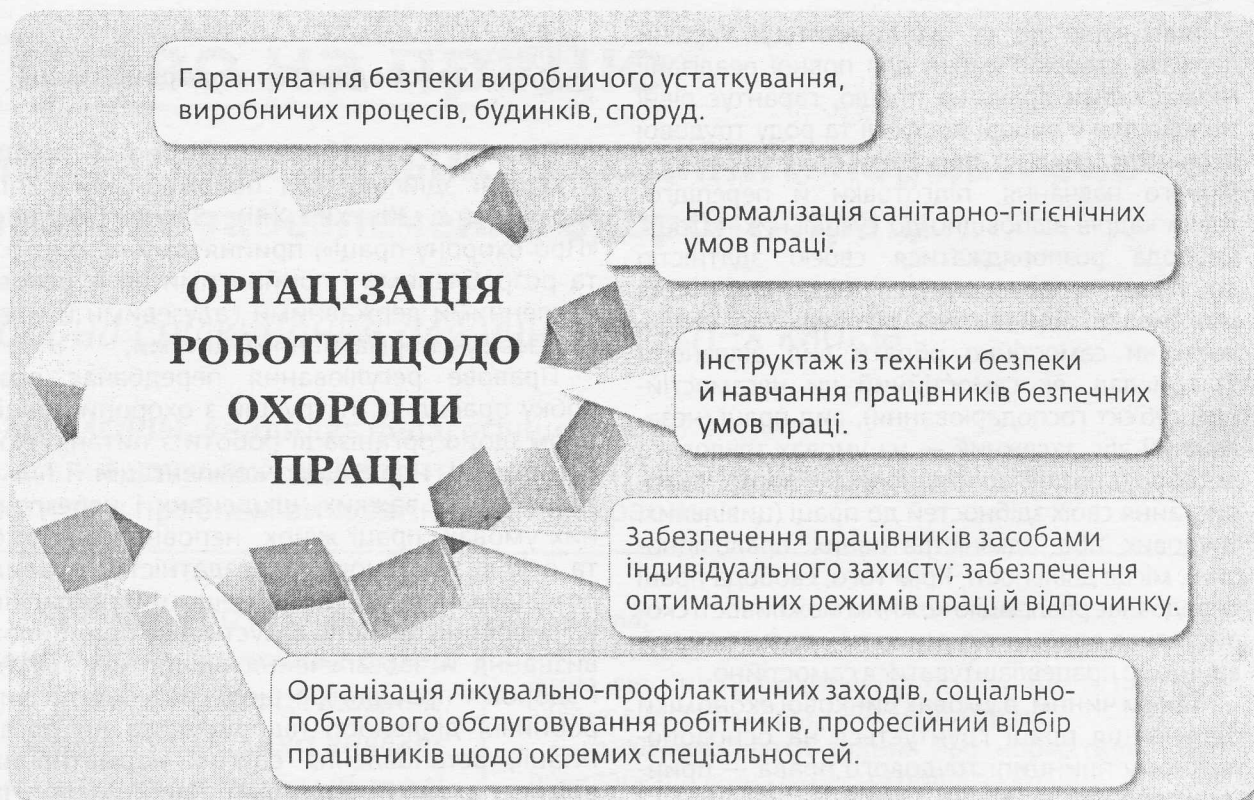 Гарантування безпеки виробничого устаткування,
виробничих процесів, будинків, споруд.
Нормалізація санітарно-гігієнічних
умов праці.
ОРГАЦІЗАЦІЯ
РОБОТИ ЩОДО
ОХОРОНИ
ПРАЦІ
Інструктаж із техніки безпеки
й навчання працівників безпечних
умов праці.
Забезпечення працівників засобами
індивідуального захисту; забезпечення
оптимальних режимів праці й відпочинку.
Організація лікувально-профілактичних заходів, соціально-
побутового обслуговування робітників, професійний відбір
працівників щодо окремих спеціальностей.